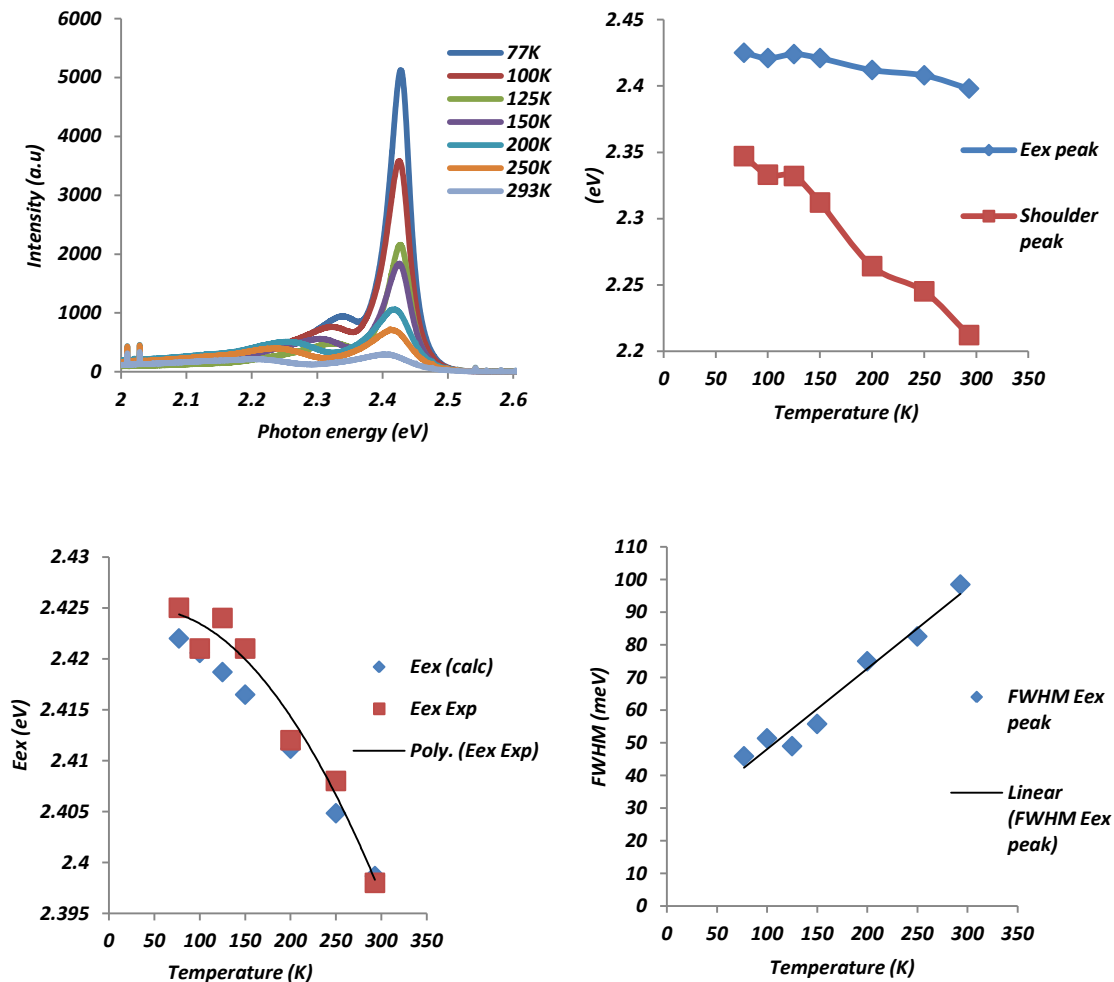 6000
5000
4000
3000
2000
1000
0
Intensity (a.u)
77K
100K
125K
150K
200K
250K
293K
2 2.1 2.2 2.3 2.4 2.5 2.6
Photon energy (eV)
2.45
2.4
2.35
2.3
2.25
2.2
(eV)
Eex peak
Shoulder
peak
0 50 100 150 200 250 300 350
Temperature (K)
2.43
2.425
2.42
2.415
2.41
2.405
2.4
2.395
Eex (eV)
Eex (calc)
Eex Exp
Poly. (Eex Exp)
0 50 100 150 200 250 300 350
Temperature (K)
110
100
90
80
70
60
50
40
30
20
10
0
FWHM (meV)
FWHM Eex
peak
Linear
(FWHM Eex
peak)
0 50 100 150 200 250 300 350
Temperature (K)